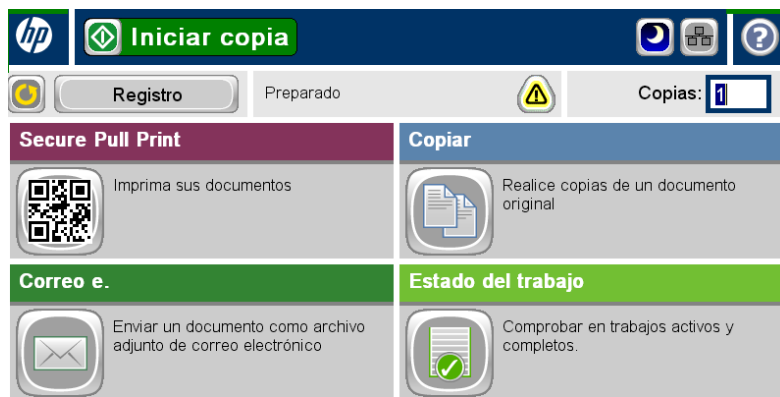 hp Iniciar copia ?
Registro Preparado Copias: 1
Secure Pull Print
Imprima sus documentos
Copiar
Realice copias de un documento
original
Correo e.
Enviar un documento como archivo
adjunto de correo electrónico
Estado del trabajo
Comprobar en trabajos activos y
completos.